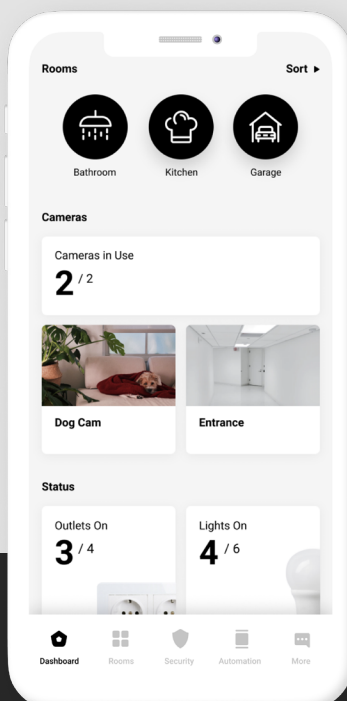 Rooms
Sort ▶
Bathroom
Kitchen
Garage
Cameras
Cameras in Use
2 / 2
Dog Cam
Entrance
Status
Outlets On
3 / 4
Lights On
4 / 6
Dashboard
Rooms
Security
Automation
More